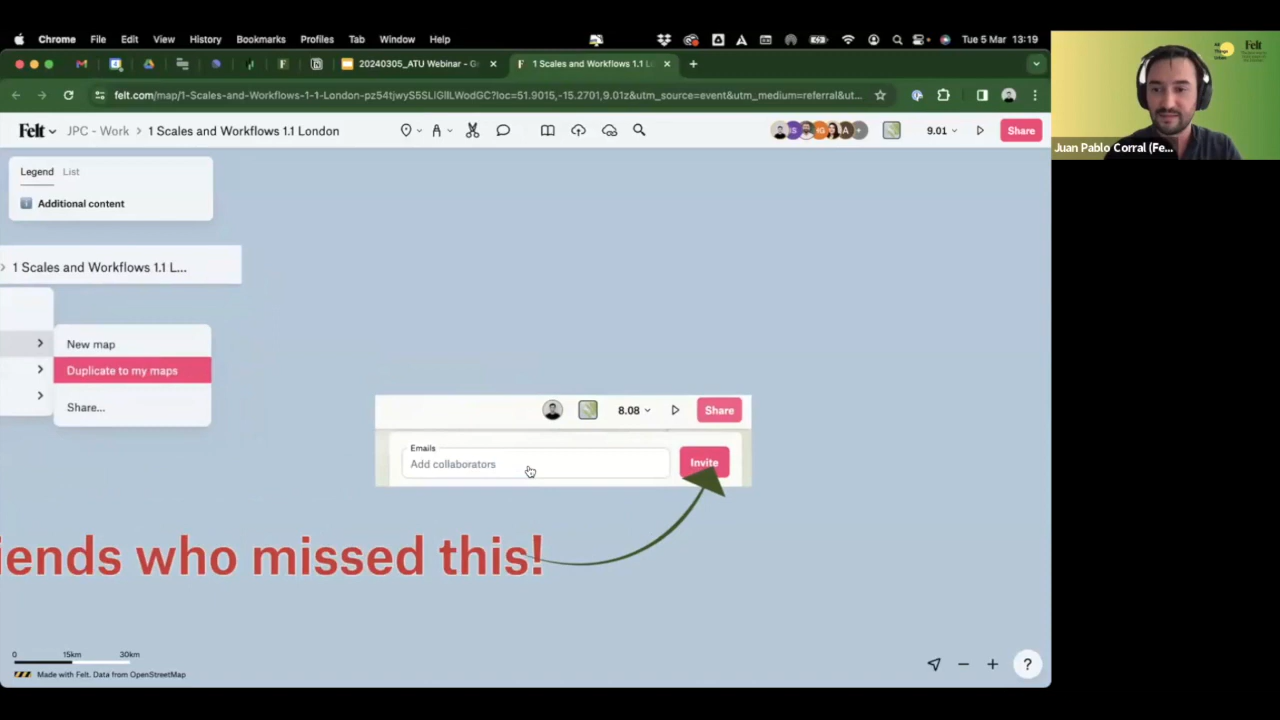 Chrome File Edit View History Bookmarks Profiles Tab Window Help Tue 5 Mar 13:19
20240305_ATU Webinar - G
1 Scales and Workflows 1.1 L
felt.com/map/1-Scales-and-Workflows-1-1-London-pz54tjwyS5SLiGllLWodGC?loc=51.9015,-15.2701,9.01z&utm_source=event&utm_medium=referral&ut...
Felt JPC - Work 1 Scales and Workflows 1.1 London 9.01 Share
Juan Pablo Corral (Fe...
Legend List
Additional content
1 Scales and Workflows 1.1 L...
New map
Duplicate to my maps
Share...
8.08 Share
Emails
Add collaborators
Invite
iends who missed this!
0 15km 30km
Made with Felt. Data from OpenStreetMap
All Things Urban
Felt